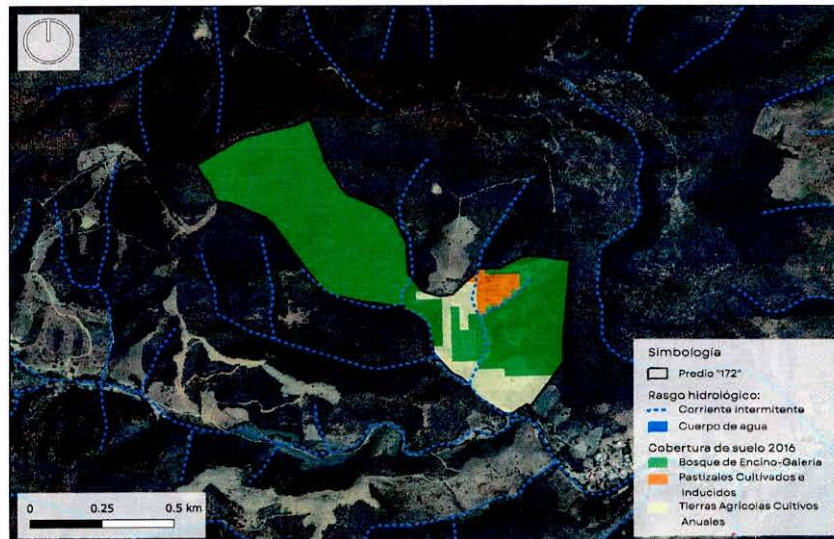 Simbología
Predio "172"
Rasgo hidrológico:
Corriente intermitente
Cuerpo de agua
Cobertura de suelo 2016
Bosque de Encino-Galería
Pastizales Cultivados e
Inducidos
Tierras Agrícolas Cultivos
Anuales
0 0.25 0.5 km